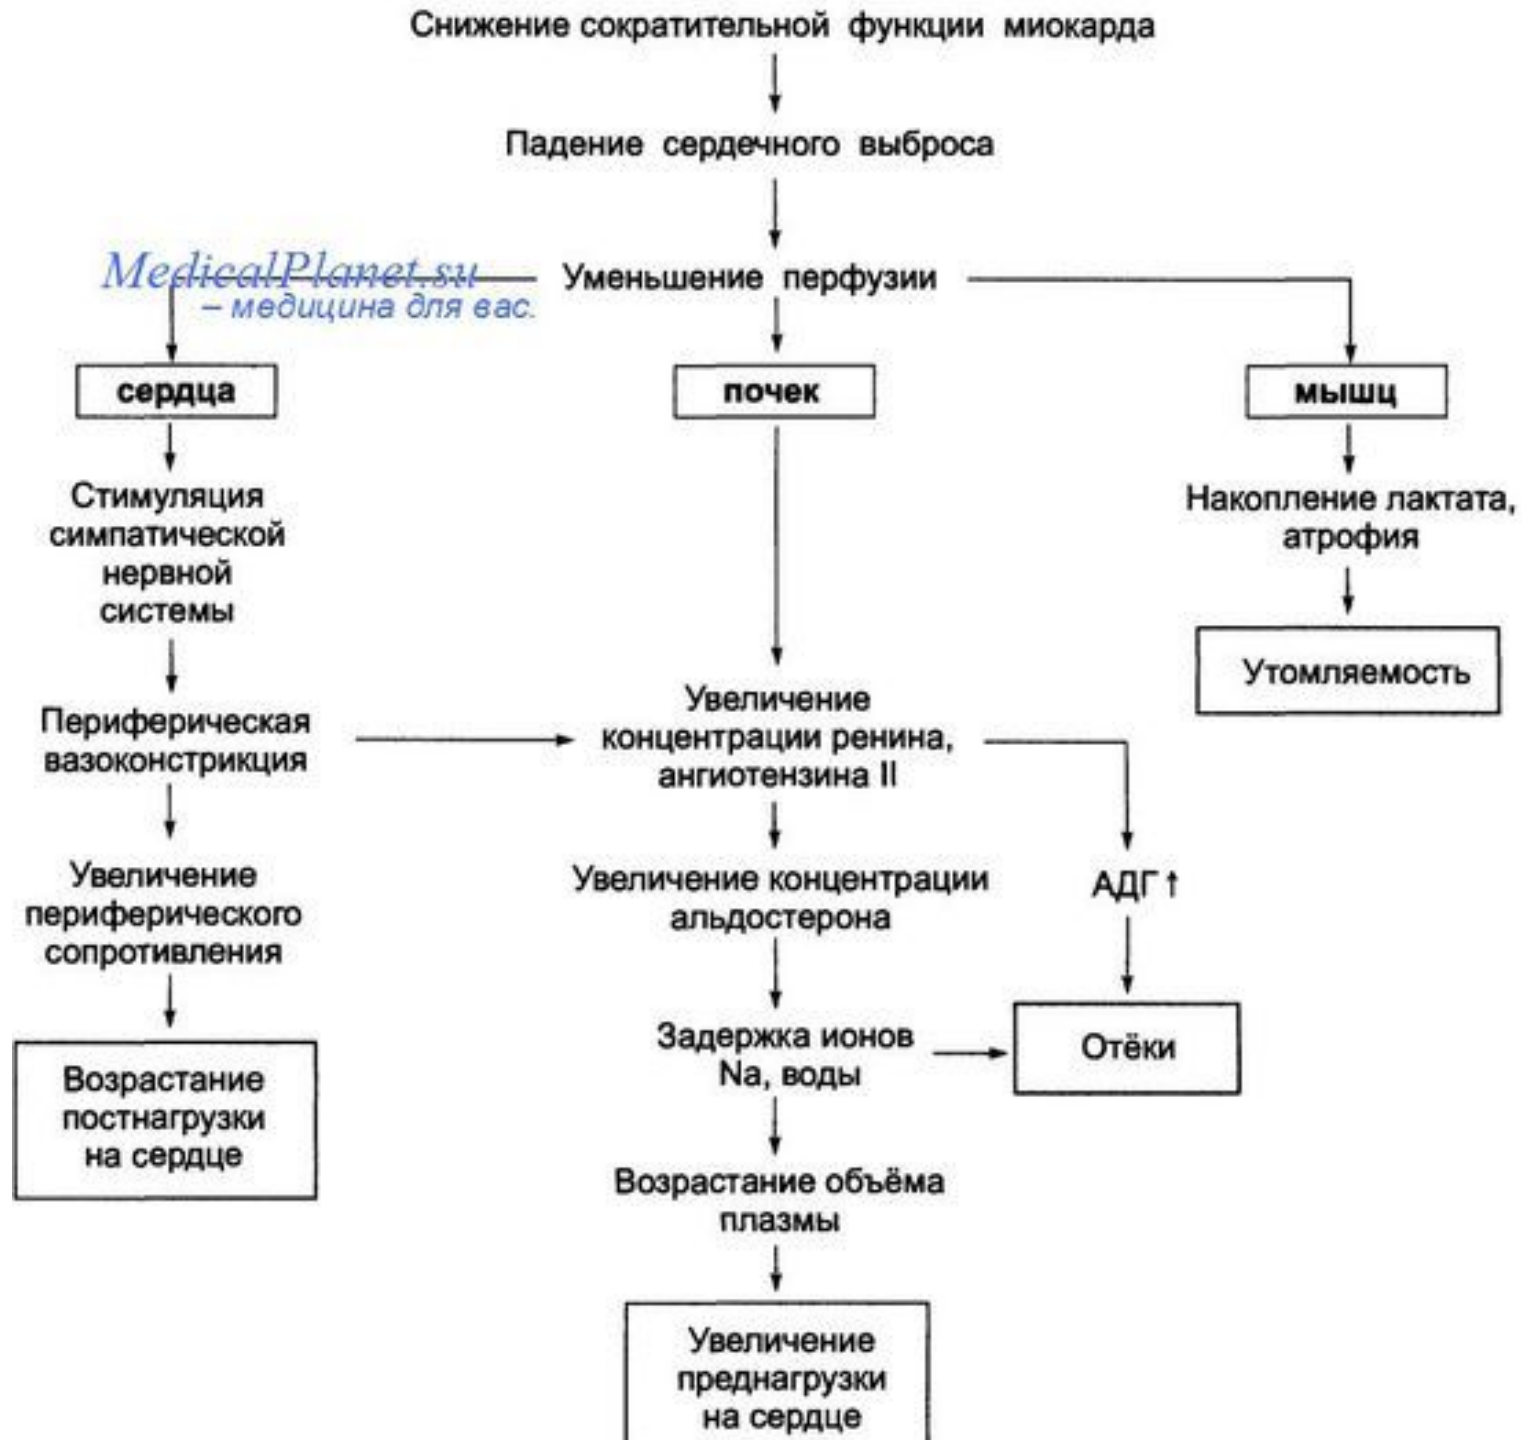 Снижение сократительной функции миокарда
Падение сердечного выброса
MedicalPlanet.su
– медицина для вас.
Уменьшение перфузии
сердца
почек
мышц
Стимуляция
симпатической
нервной
системы
Накопление лактата,
атрофия
Утомляемость
Периферическая
вазоконстрикция
Увеличение
концентрации ренина,
ангиотензина II
Увеличение
периферического
сопротивления
Увеличение концентрации
альдостерона
АДГ↑
Задержка ионов
Na, воды
Отёки
Возрастание
постнагрузки
на сердце
Возрастание объёма
плазмы
Увеличение
преднагрузки
на сердце